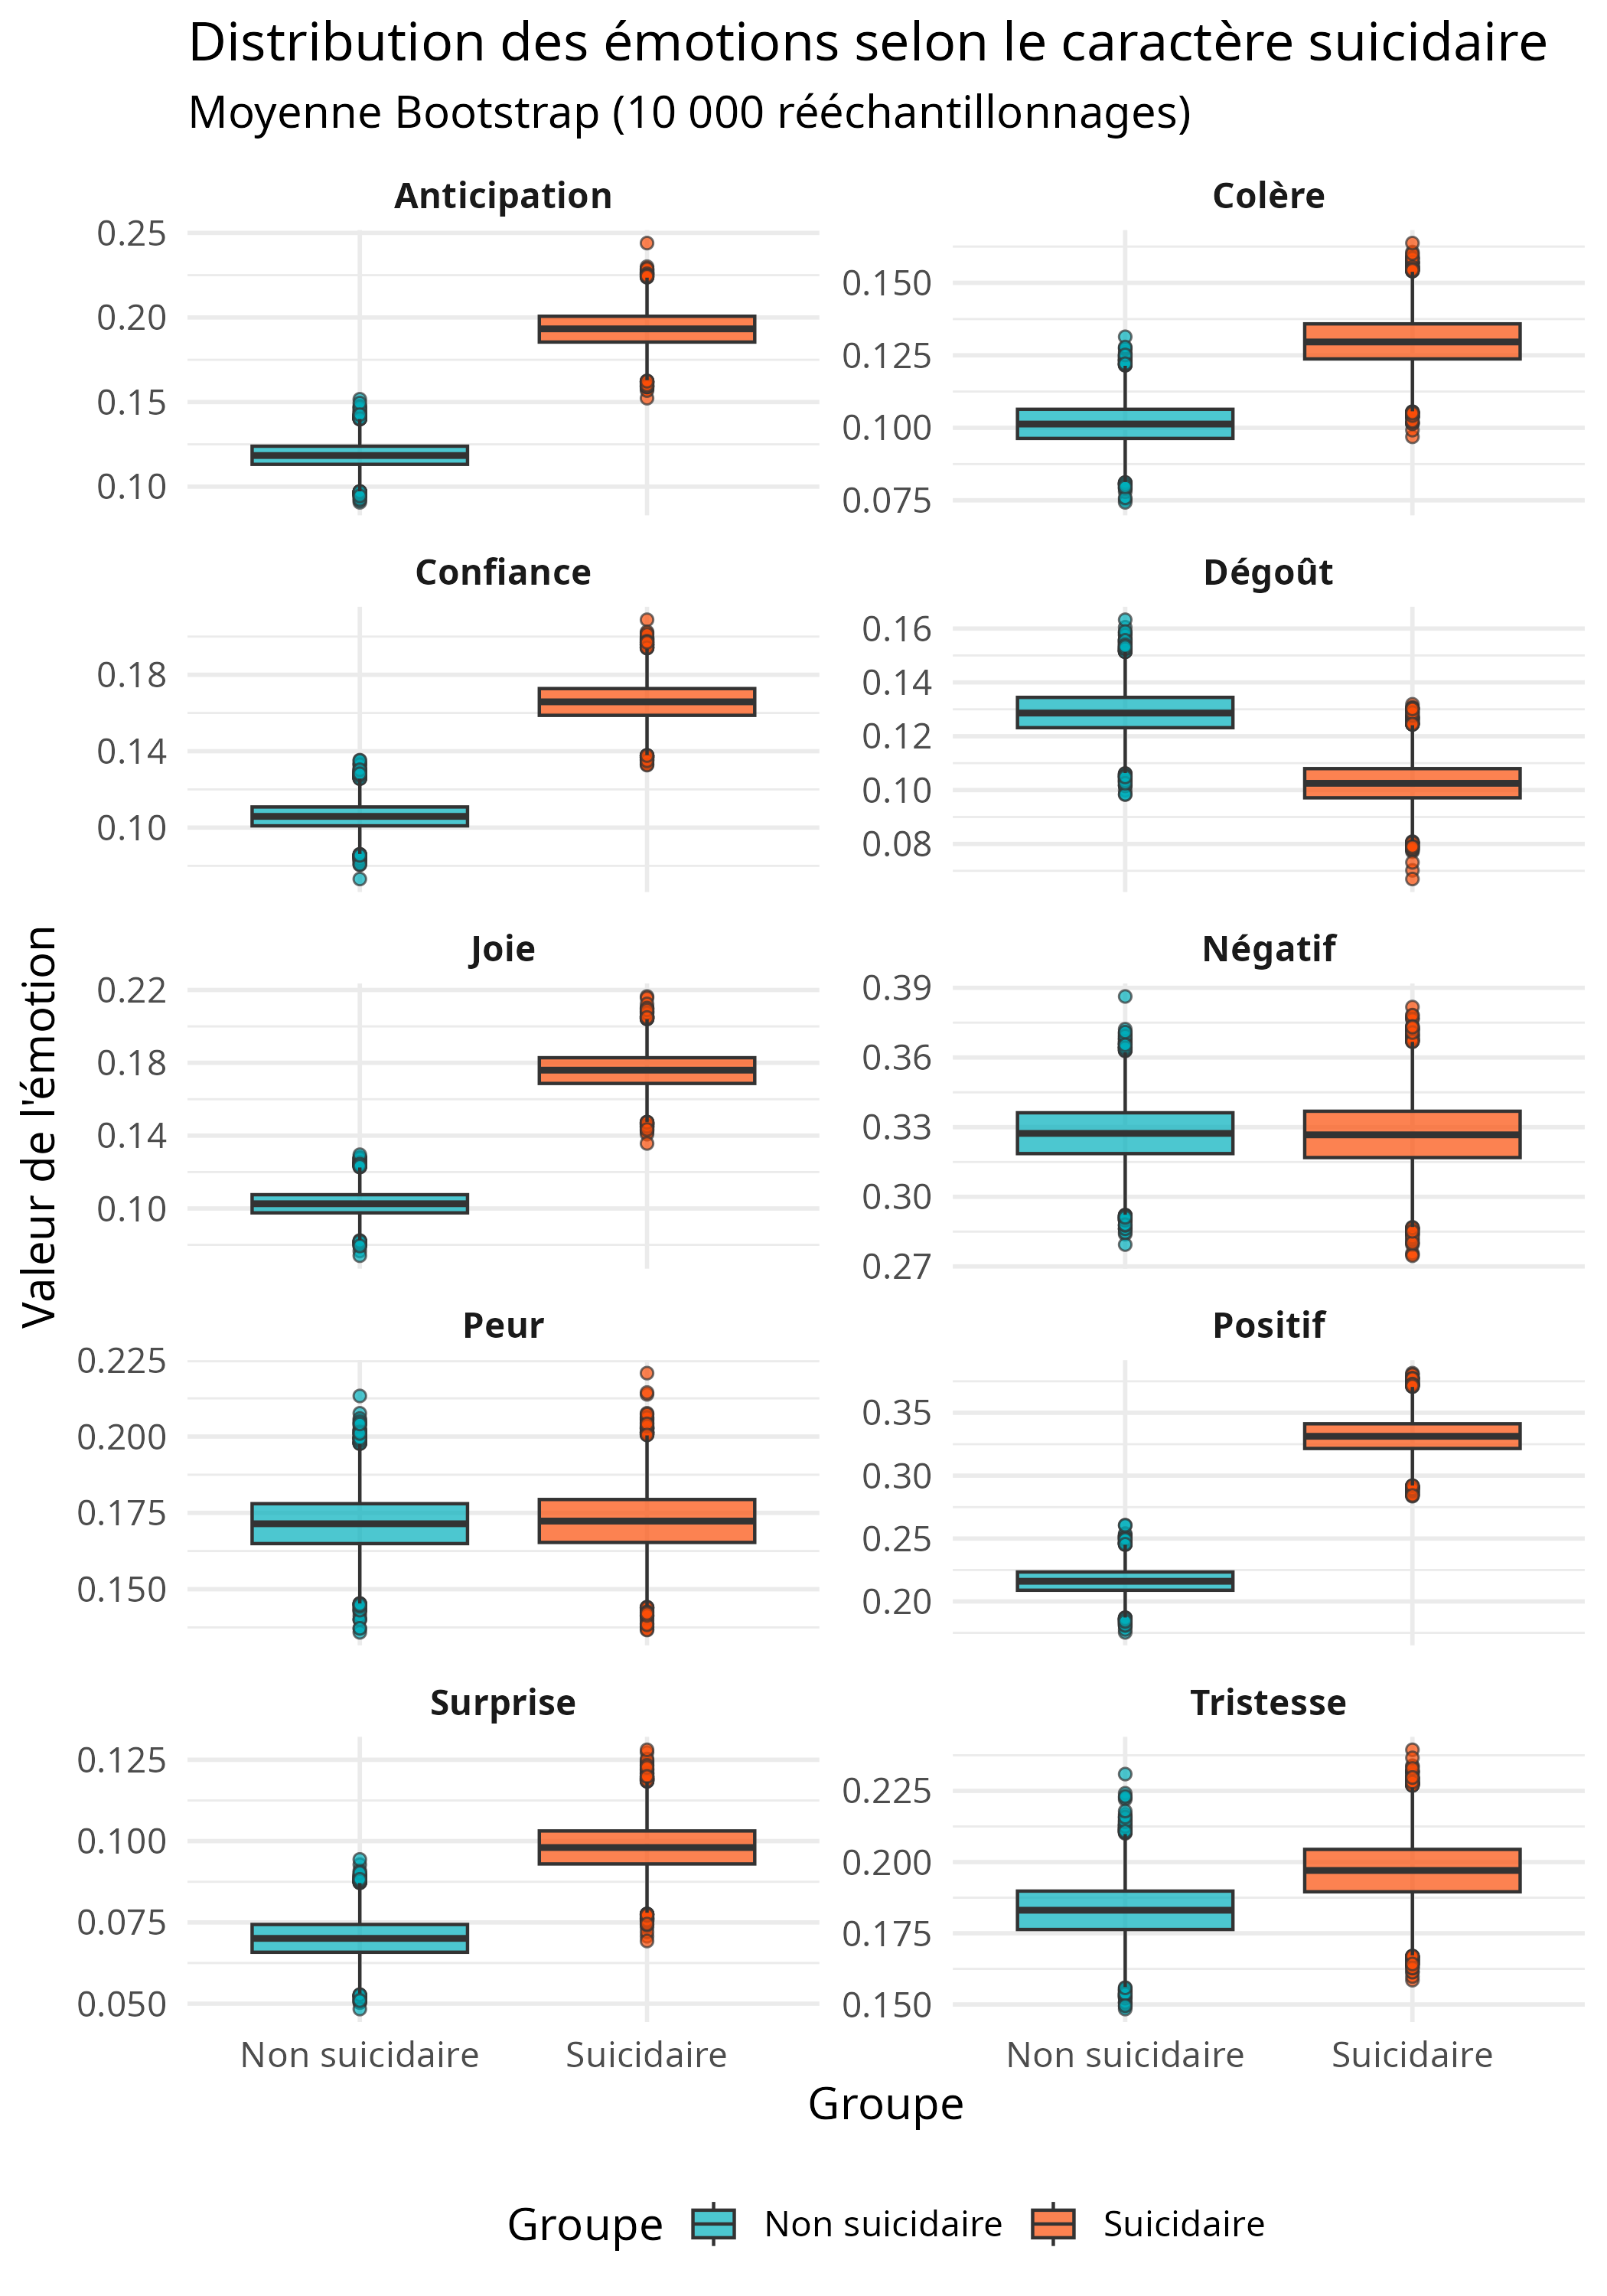 Distribution des émotions selon le caractère suicidaire
Moyenne Bootstrap (10 000 rééchantillonnages)
Anticipation
0.25
0.20
0.15
0.10
Colère
0.150
0.125
0.100
0.075
Confiance
0.18
0.14
0.10
Dégoût
0.16
0.14
0.12
0.10
0.08
Joie
0.22
0.18
0.14
0.10
Négatif
0.39
0.36
0.33
0.30
0.27
Peur
0.225
0.200
0.175
0.150
Positif
0.35
0.30
0.25
0.20
Surprise
0.125
0.100
0.075
0.050
Tristesse
0.225
0.200
0.175
0.150
Valeur de l'émotion
Non suicidaire
Suicidaire
Non suicidaire
Suicidaire
Groupe
Groupe
Non suicidaire
Suicidaire